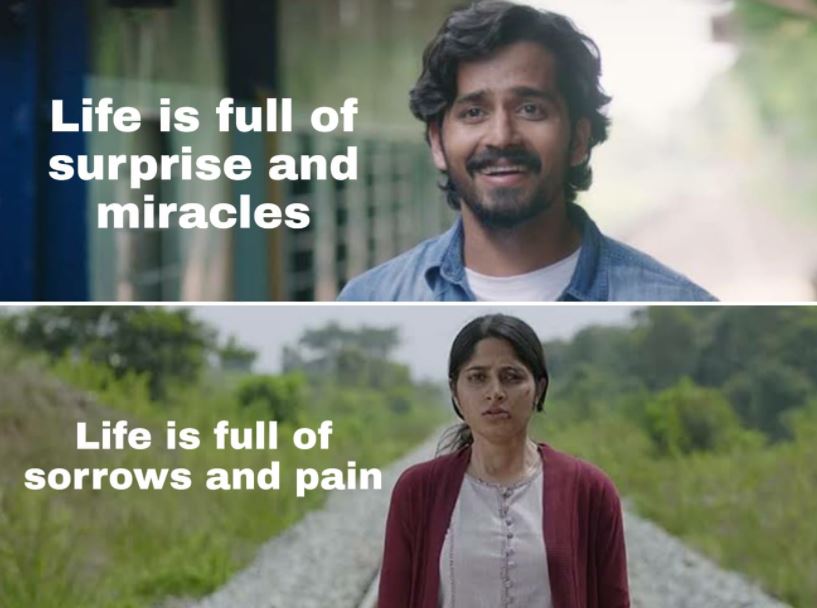 Life is full of
surprise and
miracles
Life is full of
sorrows and pain